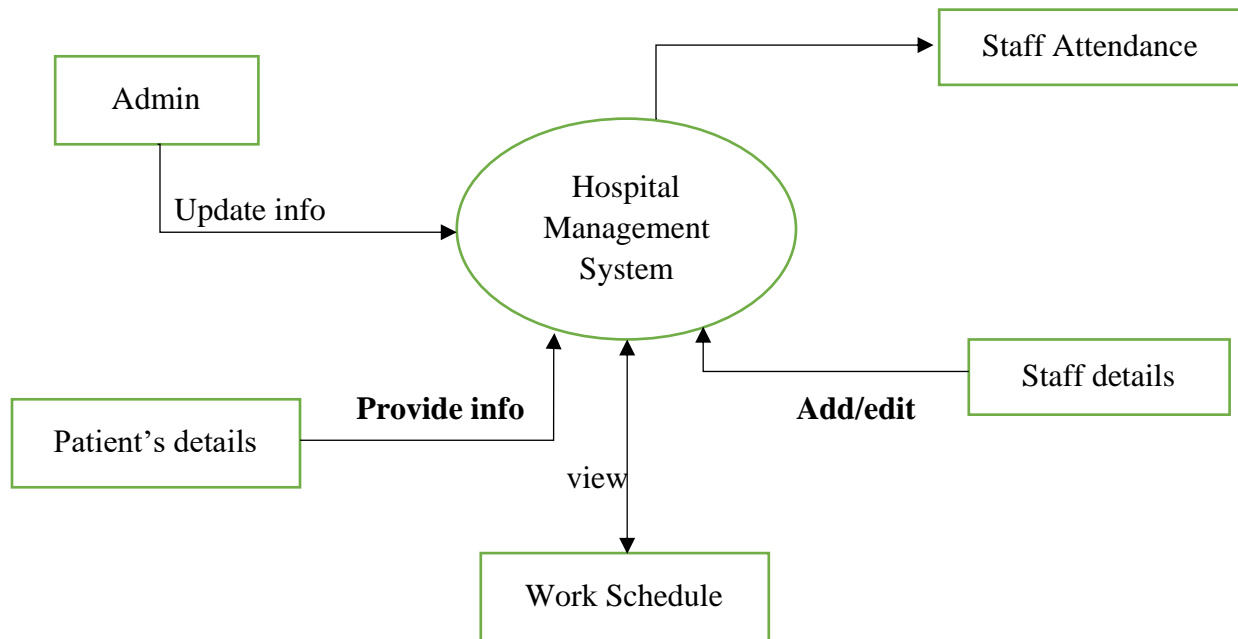 Staff Attendance
Admin
Hospital
Management
System
Update info
Staff details
Provide info
Add/edit
Patient’s details
view
Work Schedule